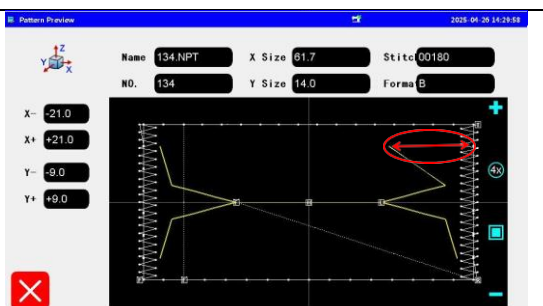 Pattern Preview 2025-04-26 14:29:58
Z
Y X
Name 134.NPT X Size 61.7 Stitc 00180
NO. 134 Y Size 14.0 Forma B
X- -21.0
X+ +21.0
Y- -9.0
Y+ +9.0
4X